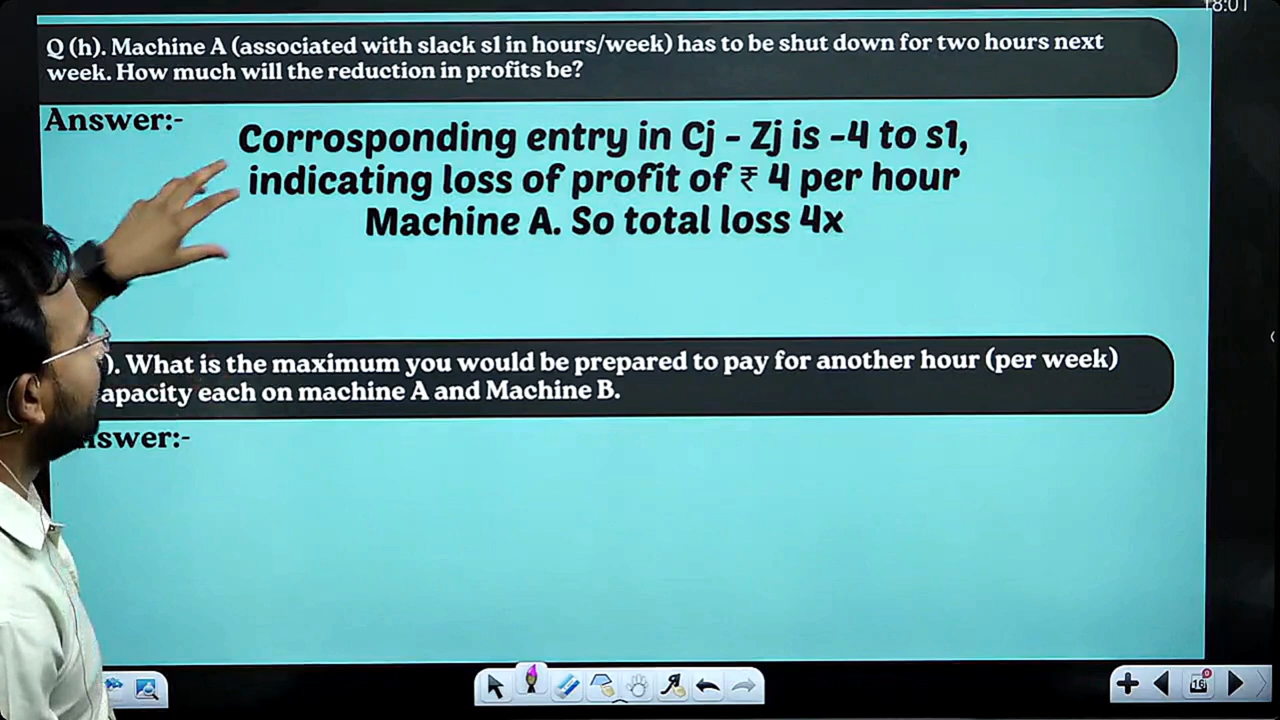 18:01
Q (h). Machine A (associated with slack s1 in hours/week) has to be shut down for two hours next
week. How much will the reduction in profits be?
Answer:-
Corrosponding entry in Cj - Zj is -4 to s1,
indicating loss of profit of ₹ 4 per hour
Machine A. So total loss 4x
). What is the maximum you would be prepared to pay for another hour (per week)
apacity each on machine A and Machine B.
nswer:-
16